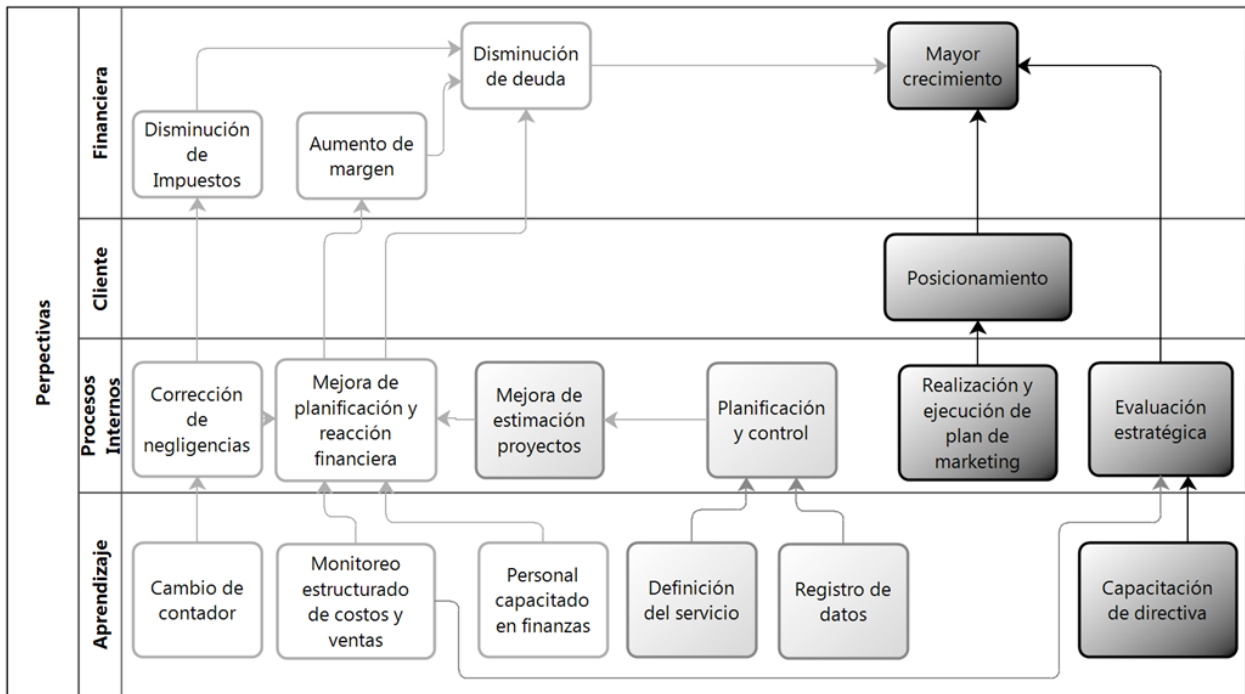 Perpectivas
Financiera
Disminución
de deuda
Mayor
crecimiento
Disminución
de
Impuestos
Aumento de
margen
Cliente
Posicionamiento
Procesos
Internos
Corrección
de
negligencias
Mejora de
planificación y
reacción
financiera
Mejora de
estimación
proyectos
Planificación
y control
Realización y
ejecución de
plan de
marketing
Evaluación
estratégica
Aprendizaje
Cambio de
contador
Monitoreo
estructurado
de costos y
ventas
Personal
capacitado
en finanzas
Definición
del servicio
Registro de
datos
Capacitación
de directiva